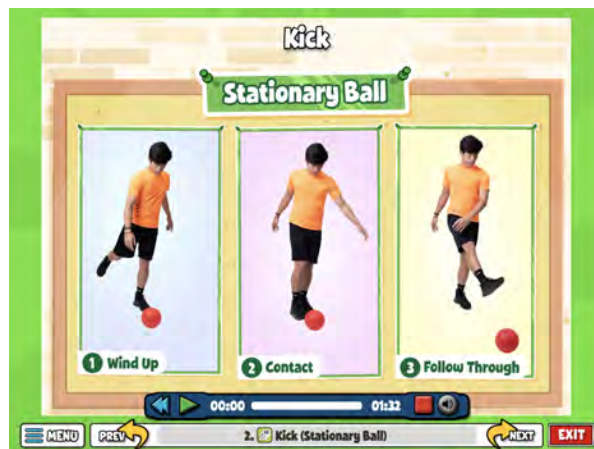 Kick
Stationary Ball
1 Wind Up
2 Contact
3 Follow Through
00:00 01:32
MENU PREV 2. Kick (Stationary Ball) NEXT EXIT